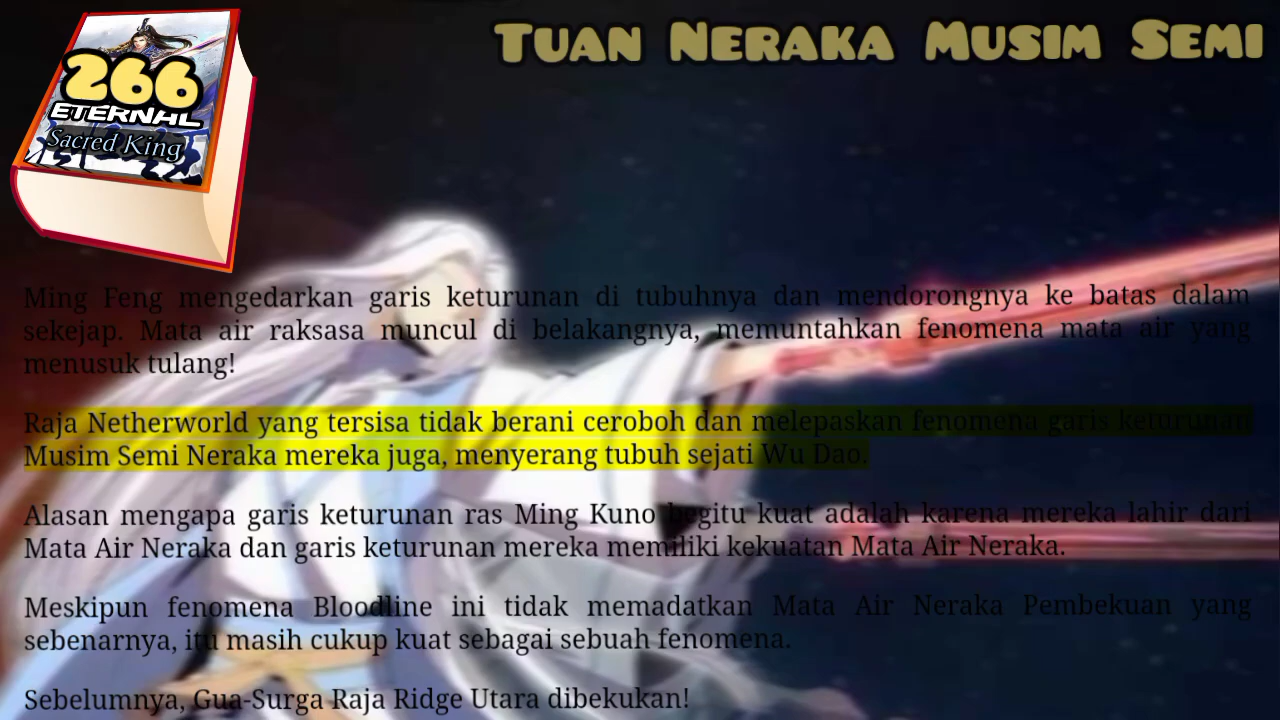 TUAN NERAKA MUSIM SEMI
266
ETERNAL
Sacred King
Ming Feng mengedarkan garis keturunan di tubuhnya dan mendorongnya ke batas dalam
sekejap. Mata air raksasa muncul di belakangnya, memuntahkan fenomena mata air yang
menusuk tulang!
Raja Netherworld yang tersisa tidak berani ceroboh dan melepaskan fenomena garis keturunan
Musim Semi Neraka mereka juga, menyerang tubuh sejati Wu Dao.
Alasan mengapa garis keturunan ras Ming Kuno begitu kuat adalah karena mereka lahir dari
Mata Air Neraka dan garis keturunan mereka memiliki kekuatan Mata Air Neraka.
Meskipun fenomena Bloodline ini tidak memadatkan Mata Air Neraka Pembekuan yang
sebenarnya, itu masih cukup kuat sebagai sebuah fenomena.
Sebelumnya, Gua-Surga Raja Ridge Utara dibekukan!